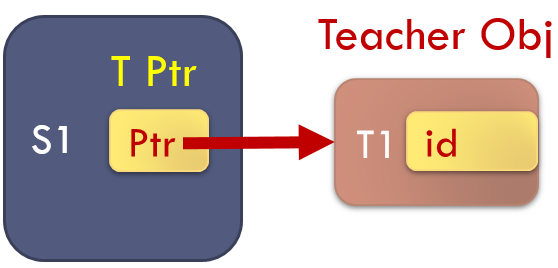 Teacher Obj
T Ptr
S1
Ptr
T1
id